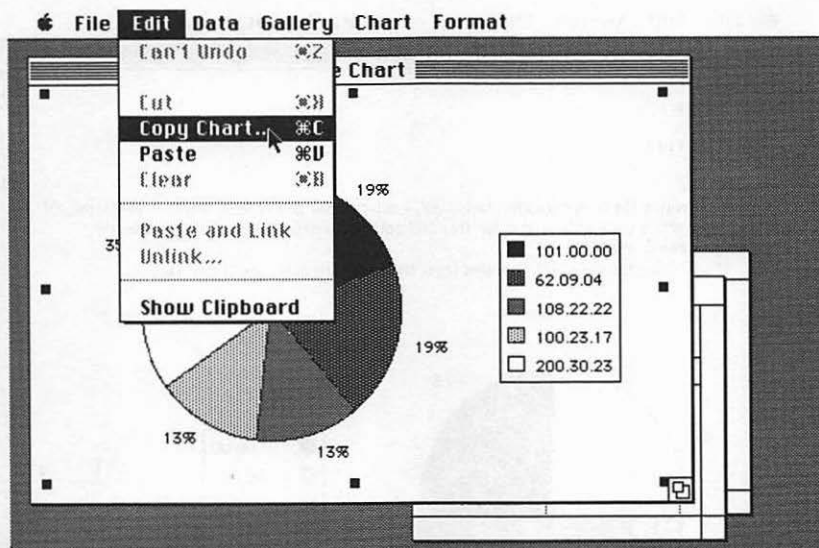 File Edit Data Gallery Chart Format
Can't Undo ⌘Z
Cut ⌘X
Copy Chart... ⌘C
Paste ⌘V
Clear ⌘B
Paste and Link
Unlink...
Show Clipboard
Chart
19%
19%
13%
13%
101.00.00
62.09.04
108.22.22
100.23.17
200.30.23